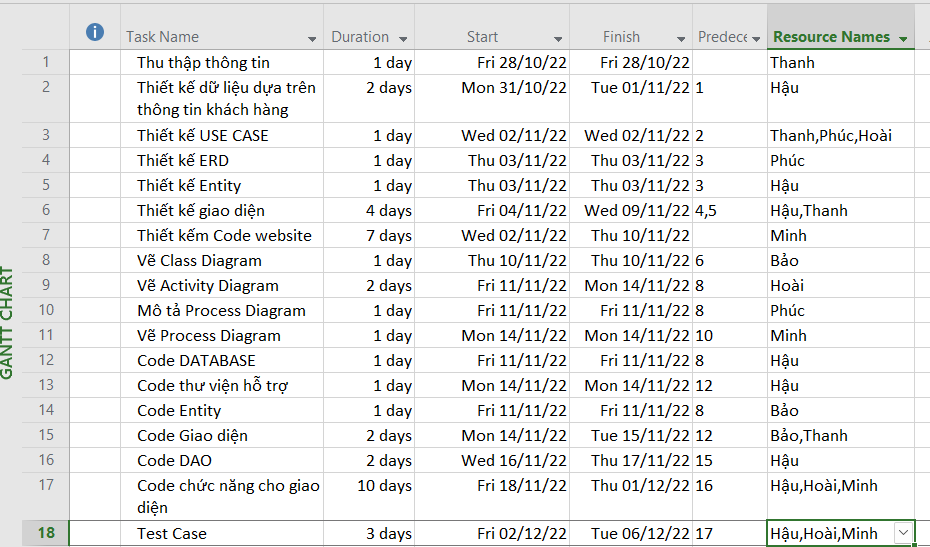 Task Name Duration Start Finish Predece Resource Names
1 Thu thập thông tin 1 day Fri 28/10/22 Fri 28/10/22 Thanh
2 Thiết kế dữ liệu dựa trên 2 days Mon 31/10/22 Tue 01/11/22 1 Hậu
thông tin khách hàng
3 Thiết kế USE CASE 1 day Wed 02/11/22 Wed 02/11/22 2 Thanh,Phúc,Hoài
4 Thiết kế ERD 1 day Thu 03/11/22 Thu 03/11/22 3 Phúc
5 Thiết kế Entity 1 day Thu 03/11/22 Thu 03/11/22 3 Hậu
6 Thiết kế giao diện 4 days Fri 04/11/22 Wed 09/11/22 4,5 Hậu,Thanh
7 Thiết kếm Code website 7 days Wed 02/11/22 Thu 10/11/22 Minh
8 Vẽ Class Diagram 1 day Thu 10/11/22 Thu 10/11/22 6 Bảo
9 Vẽ Activity Diagram 2 days Fri 11/11/22 Mon 14/11/22 8 Hoài
10 Mô tả Process Diagram 1 day Fri 11/11/22 Fri 11/11/22 8 Phúc
11 Vẽ Process Diagram 1 day Mon 14/11/22 Mon 14/11/22 10 Minh
12 Code DATABASE 1 day Fri 11/11/22 Fri 11/11/22 8 Hậu
13 Code thư viện hỗ trợ 1 day Mon 14/11/22 Mon 14/11/22 12 Hậu
14 Code Entity 1 day Fri 11/11/22 Fri 11/11/22 8 Bảo
15 Code Giao diện 2 days Mon 14/11/22 Tue 15/11/22 12 Bảo,Thanh
16 Code DAO 2 days Wed 16/11/22 Thu 17/11/22 15 Hậu
17 Code chức năng cho giao 10 days Fri 18/11/22 Thu 01/12/22 16 Hậu,Hoài,Minh
diện
18 Test Case 3 days Fri 02/12/22 Tue 06/12/22 17 Hậu,Hoài,Minh
GANTT CHART